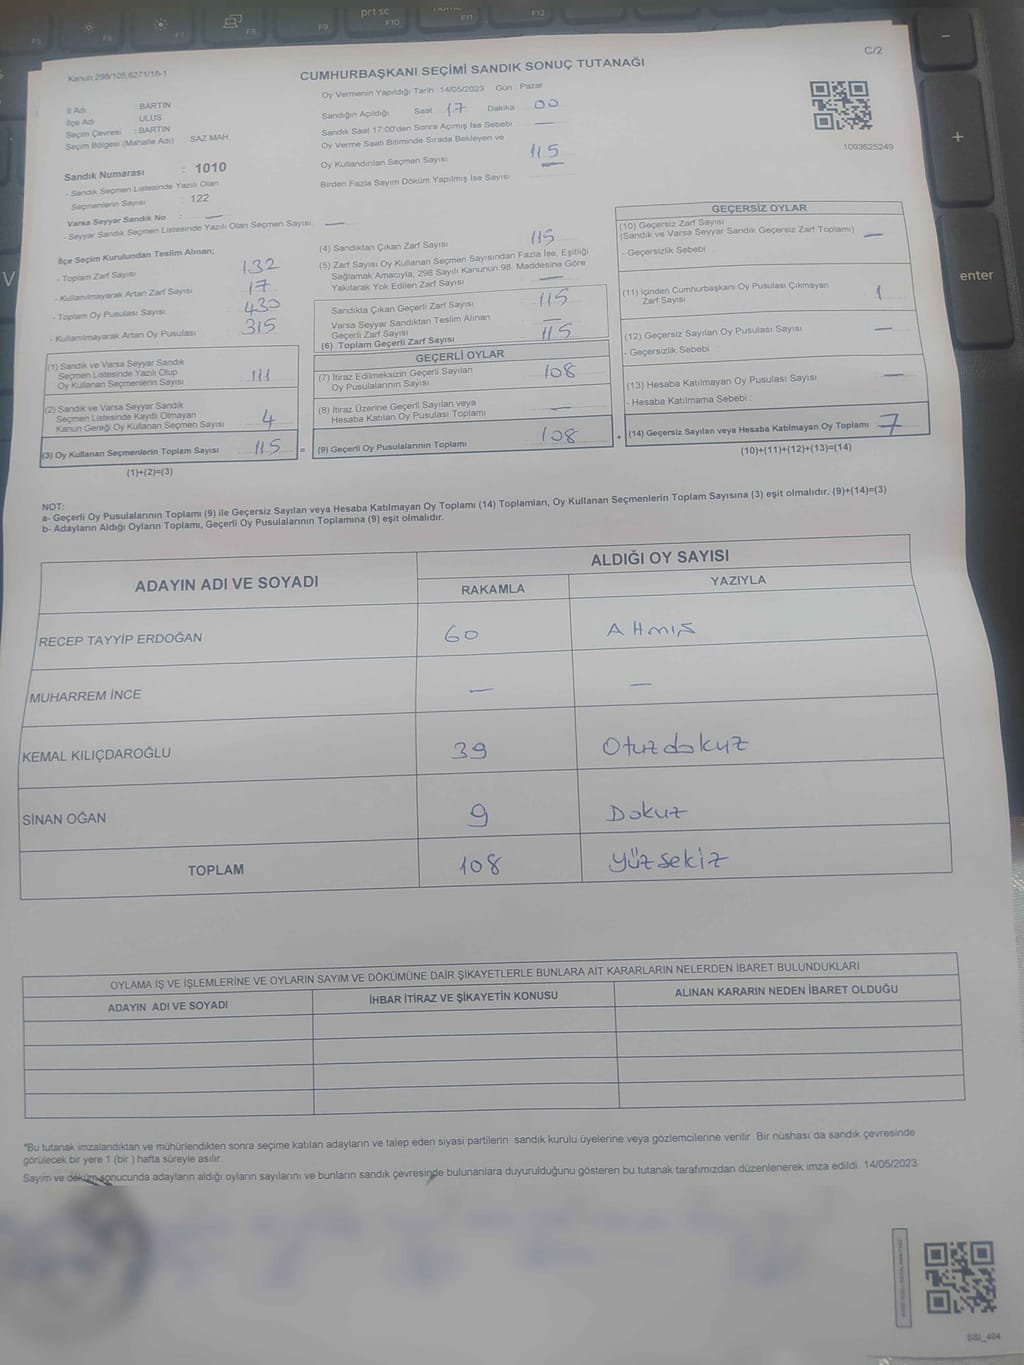 prt sc
F5
F6
F7
F8
F9
F10
F11
F12
enter
C/2
Kanun:298/105,6271/18-1
CUMHURBAŞKANI SEÇİMİ SANDIK SONUÇ TUTANAĞI
Oy Vermenin Yapıldığı Tarih :14/05/2023 Gün : Pazar
İl Adı : BARTIN
İlçe Adı : ULUS
Seçim Çevresi : BARTIN
Seçim Bölgesi (Mahalle Adı) : SAZ MAH.
Sandık Numarası : 1010
- Sandık Seçmen Listesinde Yazılı Olan
Seçmenlerin Sayısı : 122
Varsa Seyyar Sandık No : —
- Seyyar Sandık Seçmen Listesinde Yazılı Olan Seçmen Sayısı: —
Sandığın Açıldığı Saat 17 Dakika 00
Sandık Saat 17:00'den Sonra Açımış İse Sebebi : —
Oy Verme Saati Bitiminde Sırada Bekleyen ve
Oy Kullandırılan Seçmen Sayısı : 115
Birden Fazla Sayım Döküm Yapılmış İse Sayısı : —
1093625249
İlçe Seçim Kurulundan Teslim Alınan;
- Toplam Zarf Sayısı : 132
- Kullanılmayarak Artan Zarf Sayısı : 17
- Toplam Oy Pusulası Sayısı : 430
- Kullanılmayarak Artan Oy Pusulası : 315
(1) Sandık ve Varsa Seyyar Sandık
Seçmen Listesinde Yazılı Olup
Oy Kullanan Seçmenlerin Sayısı : 111
(2) Sandık ve Varsa Seyyar Sandık
Seçmen Listesinde Kayıtlı Olmayan
Kanun Gereği Oy Kullanan Seçmen Sayısı : 4
(3) Oy Kullanan Seçmenlerin Toplam Sayısı : 115
(1)+(2)=(3)
=
(4) Sandıktan Çıkan Zarf Sayısı : 115
(5) Zarf Sayısı Oy Kullanan Seçmen Sayısından Fazla İse, Eşitliği
Sağlamak Amacıyla, 298 Sayılı Kanunun 98. Maddesine Göre
Yakılarak Yok Edilen Zarf Sayısı : —
Sandıkta Çıkan Geçerli Zarf Sayısı : 115
Varsa Seyyar Sandıktan Teslim Alınan
Geçerli Zarf Sayısı : —
(6) Toplam Geçerli Zarf Sayısı : 115
GEÇERLİ OYLAR
(7) İtiraz Edilmeksizin Geçerli Sayılan
Oy Pusulalarının Sayısı : 108
(8) İtiraz Üzerine Geçerli Sayılan veya
Hesaba Katılan Oy Pusulası Toplamı : —
(9) Geçerli Oy Pusulalarının Toplamı : 108
+
GEÇERSİZ OYLAR
(10) Geçersiz Zarf Sayısı
(Sandık ve Varsa Seyyar Sandık Geçersiz Zarf Toplamı) : —
- Geçersizlik Sebebi :
(11) İçinden Cumhurbaşkanı Oy Pusulası Çıkmayan
Zarf Sayısı : 1
(12) Geçersiz Sayılan Oy Pusulası Sayısı : —
- Geçersizlik Sebebi :
(13) Hesaba Katılmayan Oy Pusulası Sayısı : —
- Hesaba Katılmama Sebebi :
(14) Geçersiz Sayılan veya Hesaba Katılmayan Oy Toplamı : 7
(10)+(11)+(12)+(13)=(14)
NOT:
a- Geçerli Oy Pusulalarının Toplamı (9) ile Geçersiz Sayılan veya Hesaba Katılmayan Oy Toplamı (14) Toplamları, Oy Kullanan Seçmenlerin Toplam Sayısına (3) eşit olmalıdır. (9)+(14)=(3)
b- Adayların Aldığı Oyların Toplamı, Geçerli Oy Pusulalarının Toplamına (9) eşit olmalıdır.
ADAYIN ADI VE SOYADI
ALDIĞI OY SAYISI
RAKAMLA YAZIYLA
RECEP TAYYİP ERDOĞAN 60 Altmış
MUHARREM İNCE — —
KEMAL KILIÇDAROĞLU 39 Otuzdokuz
SİNAN OĞAN 9 Dokuz
TOPLAM 108 Yüzsekiz
OYLAMA İŞ VE İŞLEMLERİNE VE OYLARIN SAYIM VE DÖKÜMÜNE DAİR ŞİKAYETLERLE BUNLARA AİT KARARLARIN NELERDEN İBARET BULUNDUKLARI
ADAYIN ADI VE SOYADI İHBAR İTİRAZ VE ŞİKAYETİN KONUSU ALINAN KARARIN NEDEN İBARET OLDUĞU
*Bu tutanak imzalandıktan ve mühürlendikten sonra seçime katılan adayların ve talep eden siyasi partilerin sandık kurulu üyelerine veya gözlemcilerine verilir. Bir nüshası da sandık çevresinde
görülecek bir yere 1 (bir ) hafta süreyle asılır.
Sayım ve döküm sonucunda adayların aldığı oyların sayılarını ve bunların sandık çevresinde bulunanlara duyurulduğunu gösteren bu tutanak tarafımızdan düzenlenerek imza edildi. 14/05/2023
SSI_404